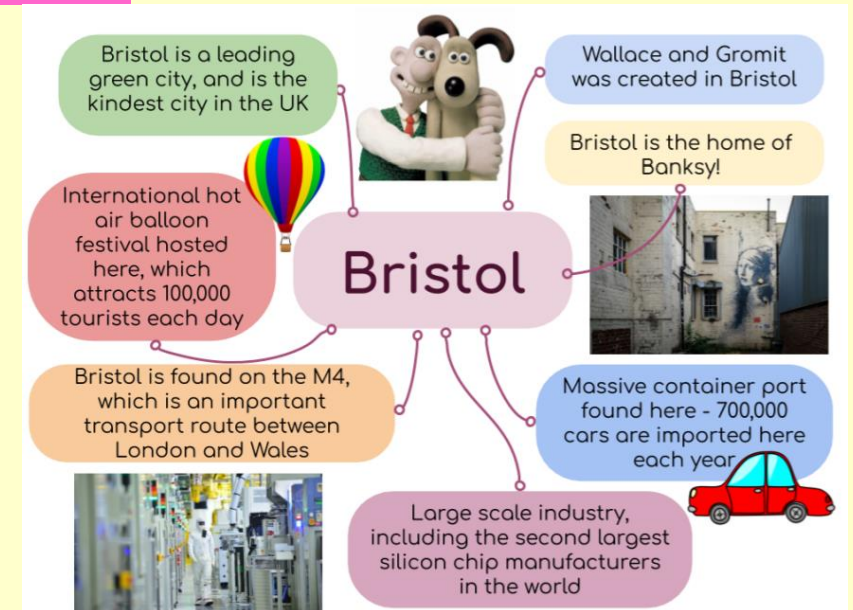 Bristol is a leading
green city, and is the
kindest city in the UK
Wallace and Gromit
was created in Bristol
Bristol is the home of
Banksy!
International hot
air balloon
festival hosted
here, which
attracts 100,000
tourists each day
Bristol
Bristol is found on the M4,
which is an important
transport route between
London and Wales
Massive container port
found here - 700,000
cars are imported here
each year
Large scale industry,
including the second largest
silicon chip manufacturers
in the world